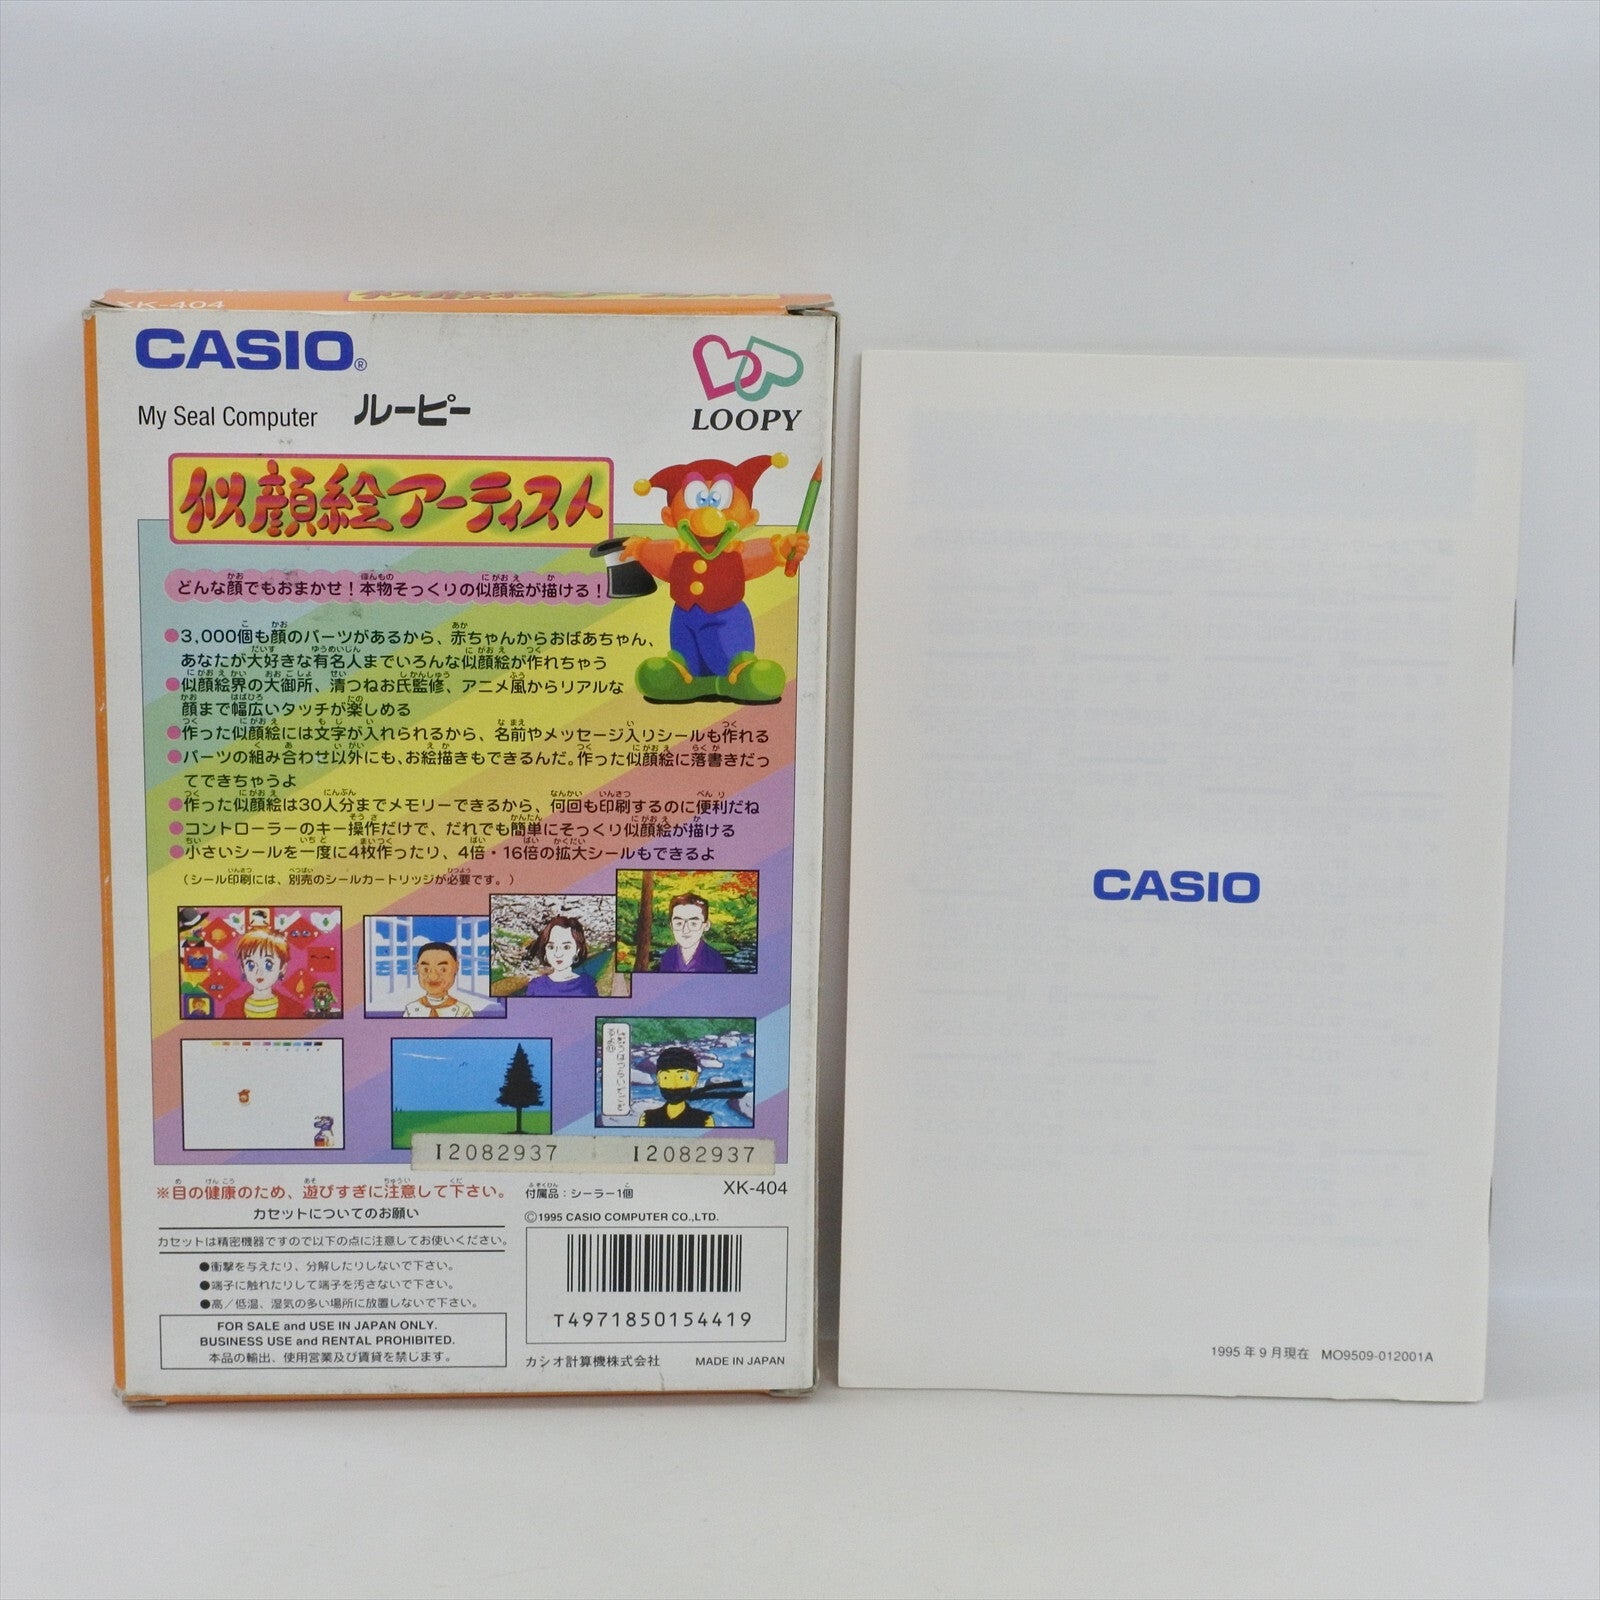 XK-404
似顔絵アーティスト
CASIO®
My Seal Computer ルーピー
LOOPY
似顔絵アーティスト
どんな顔でもおまかせ！本物そっくりの似顔絵が描ける！
●3,000個も顔のパーツがあるから、赤ちゃんからおばあちゃん、
あなたが大好きな有名人までいろんな似顔絵が作れちゃう
●似顔絵界の大御所、清つねお氏監修、アニメ風からリアルな
顔まで幅広いタッチが楽しめる
●作った似顔絵には文字が入れられるから、名前やメッセージ入りシールも作れる
●パーツの組み合わせ以外にも、お絵描きもできるんだ。作った似顔絵に落書きだっ
てできちゃうよ
●作った似顔絵は30人分までメモリーできるから、何回も印刷するのに便利だね
●コントローラーのキー操作だけで、だれでも簡単にそっくり似顔絵が描ける
●小さいシールを一度に4枚作ったり、4倍・16倍の拡大シールもできるよ
（シール印刷には、別売のシールカートリッジが必要です。）
I2082937 I2082937
※目の健康のため、遊びすぎに注意して下さい。
カセットについてのお願い
カセットは精密機器ですので以下の点に注意してお使いください。
●衝撃を与えたり、分解したりしないで下さい。
●端子に触れたりして端子を汚さないで下さい。
●高／低温、湿気の多い場所に放置しないで下さい。
FOR SALE and USE IN JAPAN ONLY.
BUSINESS USE and RENTAL PROHIBITED.
本品の輸出、使用営業及び賃貸を禁じます。
付属品：シーラー1個
XK-404
©1995 CASIO COMPUTER CO.,LTD.
T4971850154419
カシオ計算機株式会社 MADE IN JAPAN
CASIO
1995年9月現在 MO9509-012001A